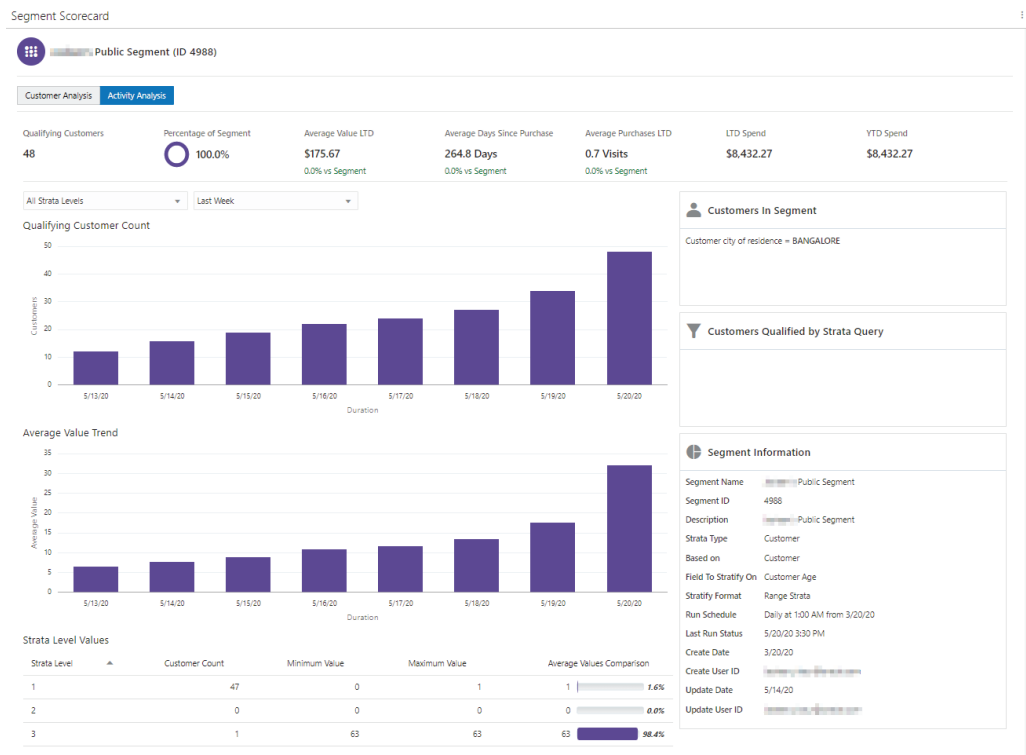 Segment Scorecard
Public Segment (ID 4988)
Customer Analysis Activity Analysis
Qualifying Customers Percentage of Segment Average Value LTD Average Days Since Purchase Average Purchases LTD LTD Spend YTD Spend
48 100.0% $175.67 264.8 Days 0.7 Visits $8,432.27 $8,432.27
0.0% vs Segment 0.0% vs Segment 0.0% vs Segment
All Strata Levels Last Week
Qualifying Customer Count
50
40
30
20
10
0
Customers
5/13/20 5/14/20 5/15/20 5/16/20 5/17/20 5/18/20 5/19/20 5/20/20
Duration
Average Value Trend
35
30
25
20
15
10
5
0
Average Value
5/13/20 5/14/20 5/15/20 5/16/20 5/17/20 5/18/20 5/19/20 5/20/20
Duration
Strata Level Values
Strata Level Customer Count Minimum Value Maximum Value Average Values Comparison
1 47 0 1 1 1.6%
2 0 0 0 0 0.0%
3 1 63 63 63 98.4%
Customers In Segment
Customer city of residence = BANGALORE
Customers Qualified by Strata Query
Segment Information
Segment Name Public Segment
Segment ID 4988
Description Public Segment
Strata Type Customer
Based on Customer
Field To Stratify On Customer Age
Stratify Format Range Strata
Run Schedule Daily at 1:00 AM from 3/20/20
Last Run Status 5/20/20 3:30 PM
Create Date 3/20/20
Create User ID
Update Date 5/14/20
Update User ID